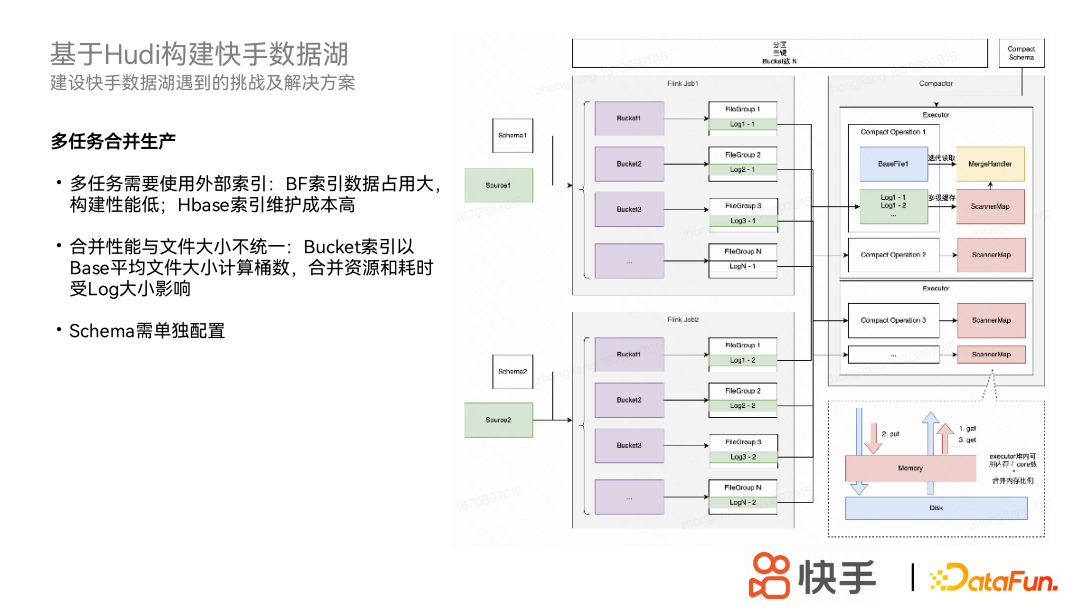 基于Hudi构建快手数据湖
建设快手数据湖遇到的挑战及解决方案
多任务合并生产
• 多任务需要使用外部索引：BF索引数据占用大，
构建性能低；Hbase索引维护成本高
• 合并性能与文件大小不统一：Bucket索引以
Base平均文件大小计算桶数，合并资源和耗时
受Log大小影响
• Schema需单独配置
分区
主键
Bucket数 N
Compact
Schema
Flink Job1
Schema1
Source1
Bucket1
FileGroup 1
Log1 - 1
Bucket2
FileGroup 2
Log2 - 1
Bucket3
FileGroup 3
Log3 - 1
...
FileGroup N
LogN - 1
Flink Job2
Schema2
Source2
Bucket1
FileGroup 1
Log1 - 2
Bucket2
FileGroup 2
Log2 - 2
Bucket3
FileGroup 3
Log3 - 2
...
FileGroup N
LogN - 2
Compactor
Executor
Compact Operation 1
BaseFile1
迭代读取
MergeHandler
Log1 - 1
Log1 - 2
...
多级缓存
ScannerMap
Compact Operation 2
ScannerMap
Executor
Compact Operation 3
ScannerMap
...
ScannerMap
2. put
1. get
3. get
Memory
Disk
executor堆内可
用内存 / core数
*
合并内存比例
快手
DataFun.